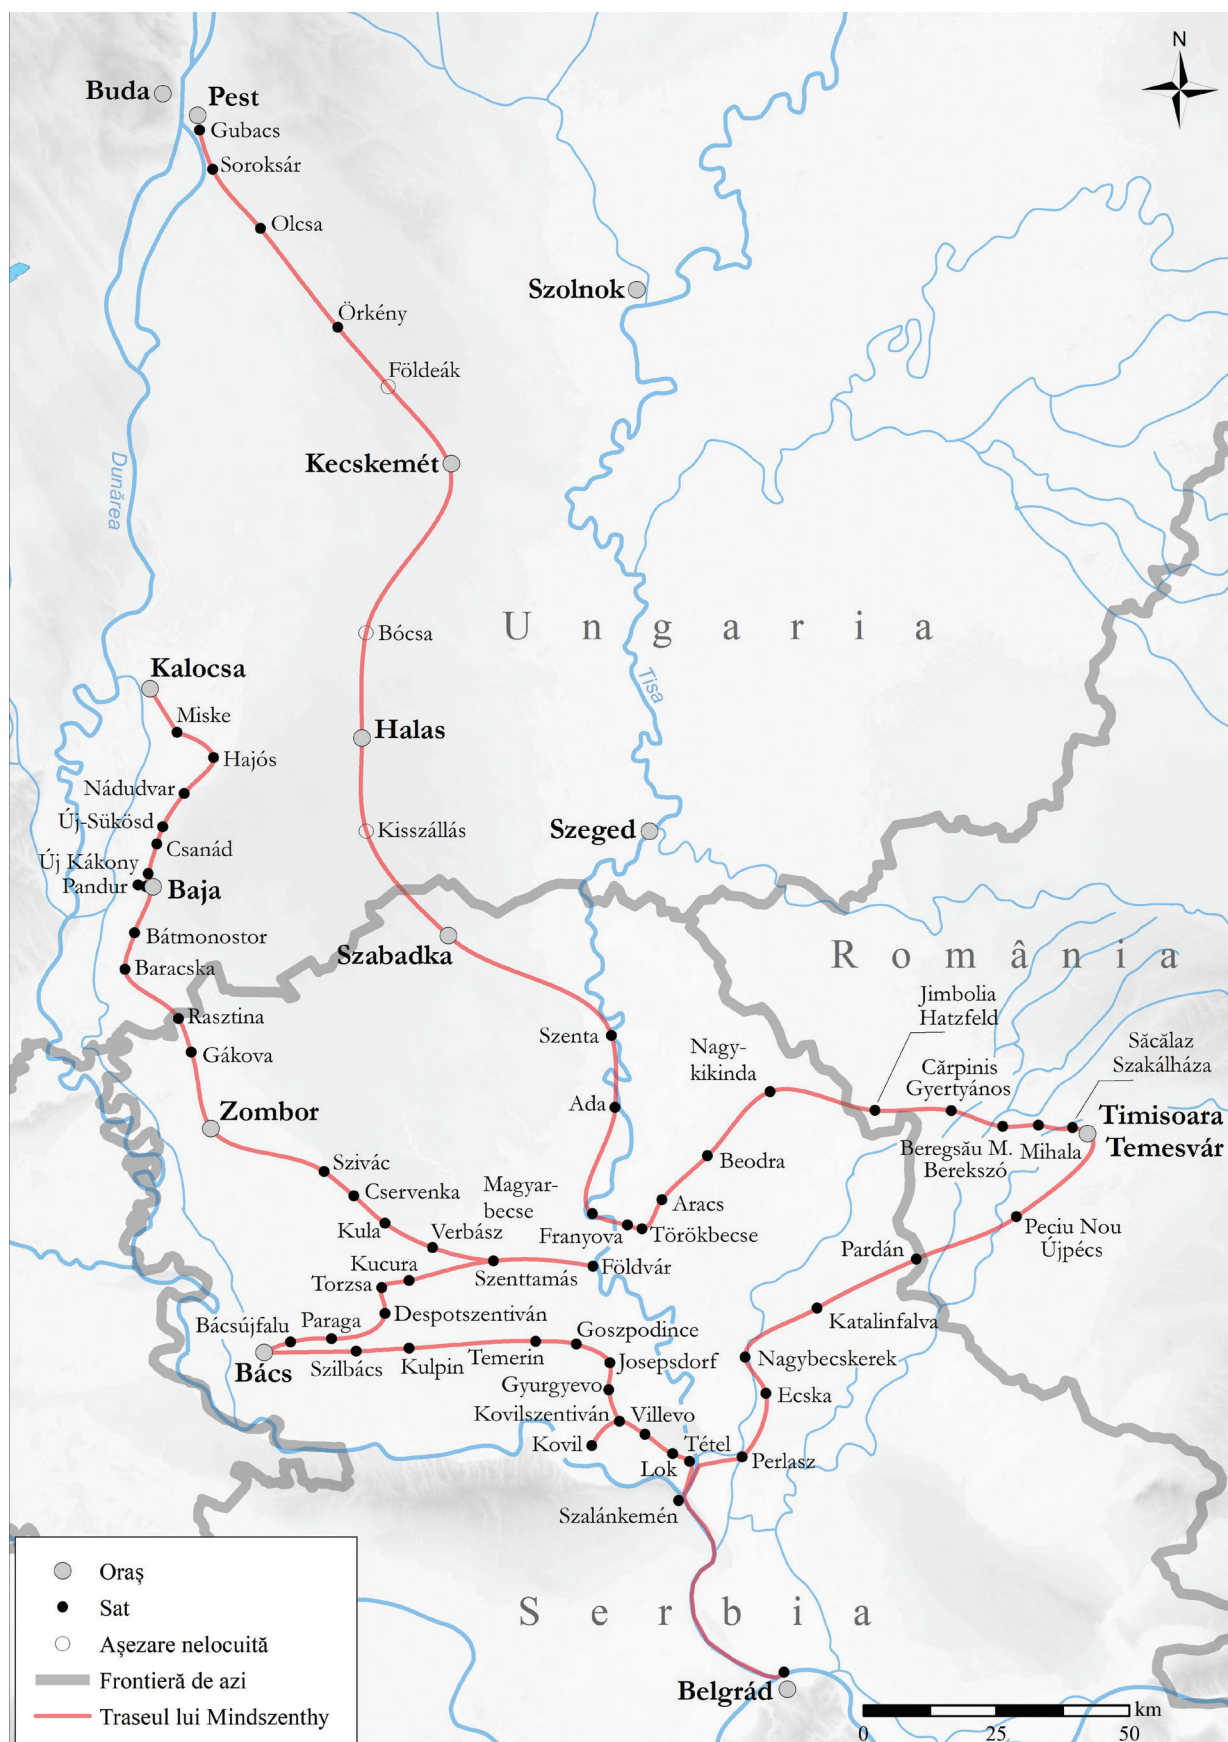 N
Buda
Pest
Gubacs
Soroksár
Olcsa
Szolnok
Örkény
Földeák
Kecskemét
Dunărea
Bócsa
Ungaria
Kalocsa
Tisa
Miske
Halas
Hajós
Nádudvar
Új-Sükösd
Kisszállás
Szeged
Csanád
Új Kákony
Pandur
Baja
Bátmonostor
Szabadka
România
Baracska
Jimbolia
Hatzfeld
Rasztina
Szenta
Nagy-
kikinda
Săcălaz
Szakálháza
Gákova
Cărpinis
Gyertyános
Ada
Zombor
Timisoara
Temesvár
Beregsău M.
Berekszó
Mihala
Szivác
Beodra
Cservenka
Magyar-
becse
Aracs
Kula
Verbász
Franyova
Törökbecse
Peciu Nou
Újpécs
Pardán
Kucura
Szenttamás
Földvár
Torzsa
Despotszentiván
Katalinfalva
Bácsújfalu
Paraga
Goszpodince
Bács
Szilbács
Kulpin
Temerin
Josepsdorf
Nagybecskerek
Gyurgyevo
Ecska
Kovilszentiván
Villevo
Kovil
Tétel
Lok
Perlasz
Szalánkemén
Serbia
Belgrád
Oraș
Sat
Așezare nelocuită
Frontieră de azi
Traseul lui Mindszenthy
km
0
25
50